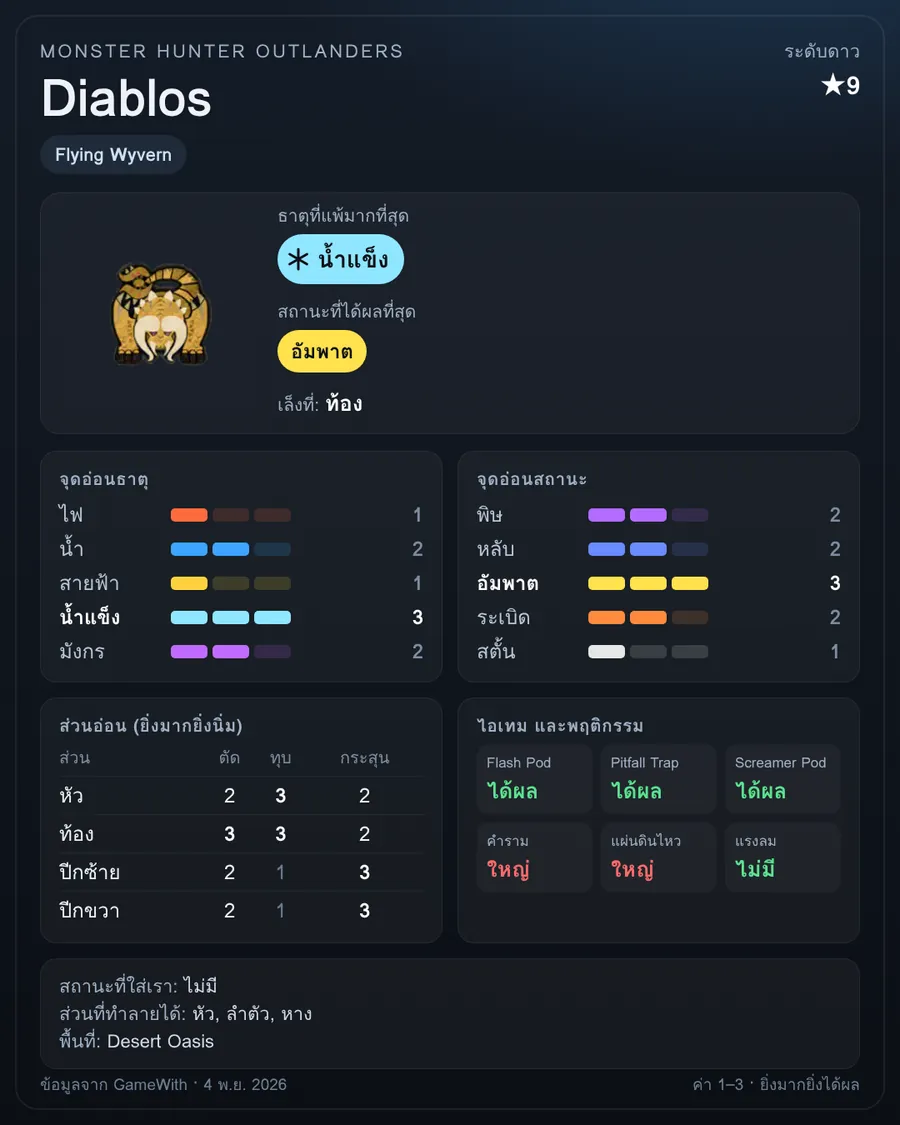 MONSTER HUNTER OUTLANDERS
ระดับดาว
Diablos
★9
Flying Wyvern
ธาตุที่แพ้มากที่สุด
น้ำแข็ง
สถานะที่ได้ผลที่สุด
อัมพาต
เล็งที่: ท้อง
จุดอ่อนธาตุ
ไฟ 1
น้ำ 2
สายฟ้า 1
น้ำแข็ง 3
มังกร 2
จุดอ่อนสถานะ
พิษ 2
หลับ 2
อัมพาต 3
ระเบิด 2
สตั้น 1
ส่วนอ่อน (ยิ่งมากยิ่งนิ่ม)
ส่วน ตัด ทุบ กระสุน
หัว 2 3 2
ท้อง 3 3 2
ปีกซ้าย 2 1 3
ปีกขวา 2 1 3
ไอเทม และพฤติกรรม
Flash Pod
ได้ผล
Pitfall Trap
ได้ผล
Screamer Pod
ได้ผล
คำราม
ใหญ่
แผ่นดินไหว
ใหญ่
แรงลม
ไม่มี
สถานะที่ใส่เรา: ไม่มี
ส่วนที่ทำลายได้: หัว, ลำตัว, หาง
พื้นที่: Desert Oasis
ข้อมูลจาก GameWith · 4 พ.ย. 2026
ค่า 1–3 · ยิ่งมากยิ่งได้ผล